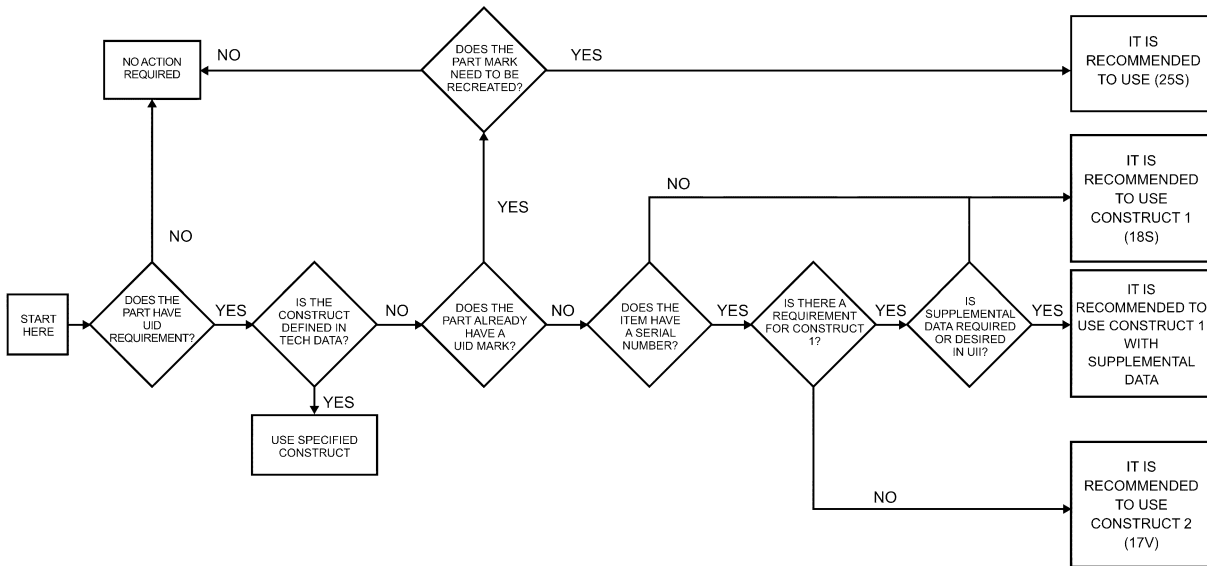 NO ACTION
REQUIRED
NO
DOES THE
PART MARK
NEED TO BE
RECREATED?
YES
IT IS
RECOMMENDED
TO USE (25S)
NO
YES
NO
IT IS
RECOMMENDED
TO USE
CONSTRUCT 1
(18S)
START
HERE
DOES THE
PART HAVE
UID
REQUIREMENT?
YES
IS THE
CONSTRUCT
DEFINED IN
TECH DATA?
NO
DOES THE
PART ALREADY
HAVE A
UID MARK?
NO
DOES THE
ITEM HAVE
A SERIAL
NUMBER?
YES
IS THERE A
REQUIREMENT
FOR CONSTRUCT
1?
YES
IS
SUPPLEMENTAL
DATA REQUIRED
OR DESIRED
IN UII?
YES
IT IS
RECOMMENDED TO
USE CONSTRUCT 1
WITH
SUPPLEMENTAL
DATA
YES
USE SPECIFIED
CONSTRUCT
NO
IT IS
RECOMMENDED
TO USE
CONSTRUCT 2
(17V)